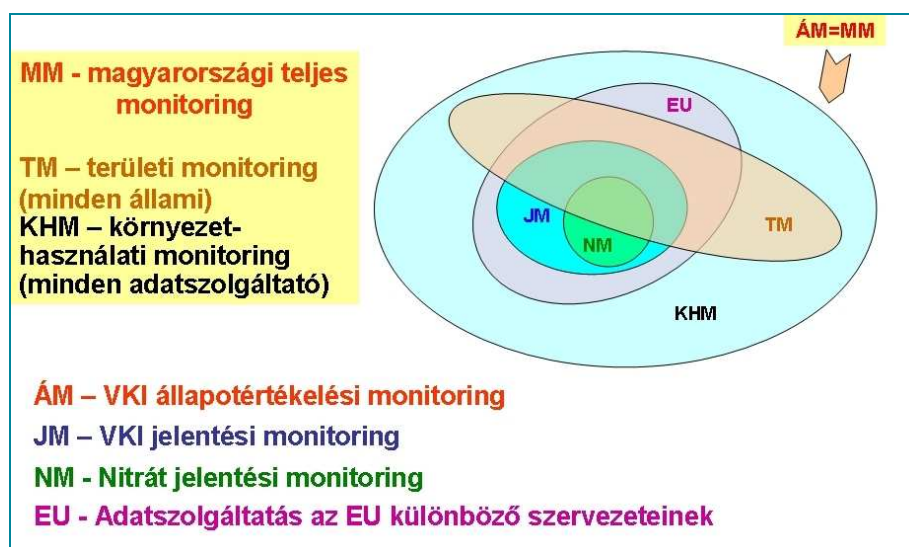 MM - magyarországi teljes
monitoring
TM – területi monitoring
(minden állami)
KHM – környezet-
használati monitoring
(minden adatszolgáltató)
ÁM=MM
EU
JM
NM
TM
KHM
ÁM – VKI állapotértékelési monitoring
JM – VKI jelentési monitoring
NM - Nitrát jelentési monitoring
EU - Adatszolgáltatás az EU különböző szervezeteinek